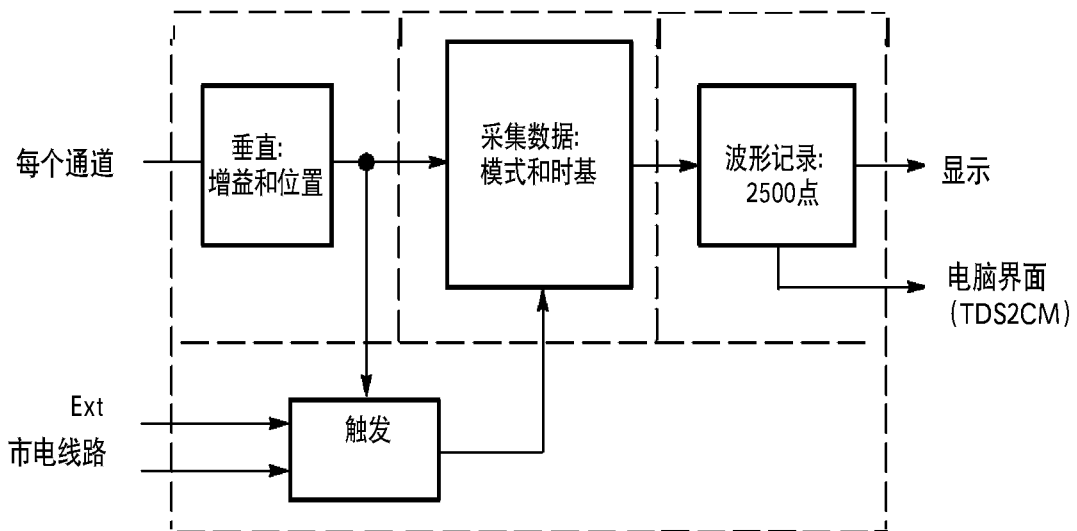 每个通道
垂直:
增益和位置
采集数据:
模式和时基
波形记录:
2500点
显示
电脑界面
(TDS2CM)
Ext
市电线路
触发